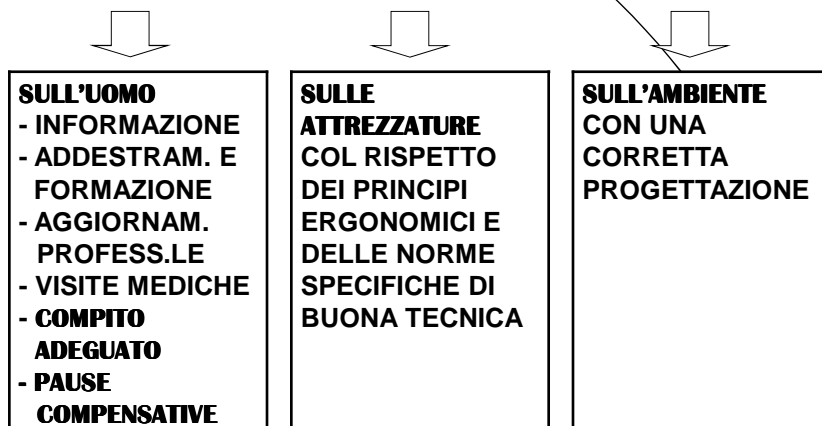 SULL'UOMO
- INFORMAZIONE
- ADDESTRAM. E
FORMAZIONE
- AGGIORNAM.
PROFESS.LE
- VISITE MEDICHE
- COMPITO
ADEGUATO
- PAUSE
COMPENSATIVE
SULLE
ATTREZZATURE
COL RISPETTO
DEI PRINCIPI
ERGONOMICI E
DELLE NORME
SPECIFICHE DI
BUONA TECNICA
SULL'AMBIENTE
CON UNA
CORRETTA
PROGETTAZIONE